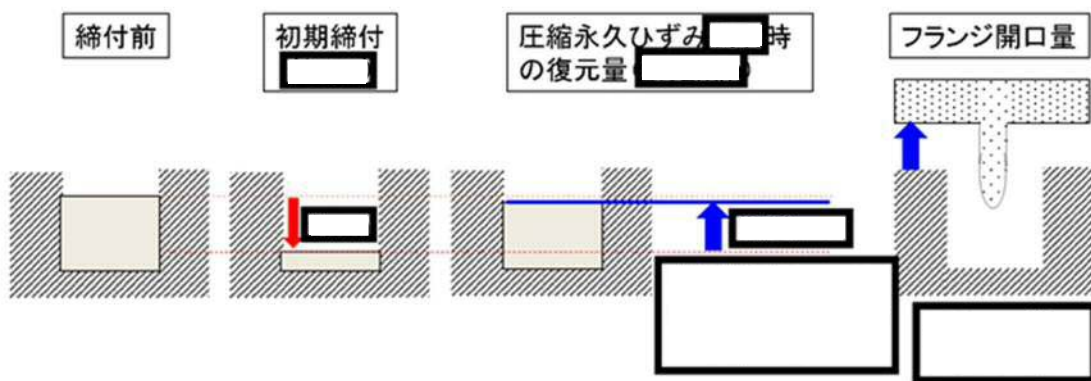 締付前
初期締付
圧縮永久ひずみ 時
の復元量( )
フランジ開口量